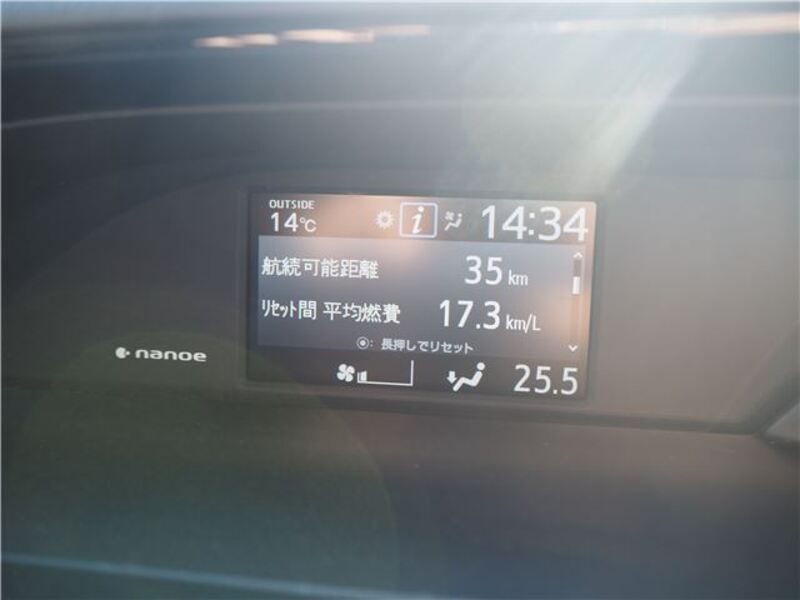 OUTSIDE
14℃ i 14:34
航続可能距離 35 km
ﾘｾｯﾄ間 平均燃費 17.3 km/L
◉: 長押しでリセット
nanoe
25.5